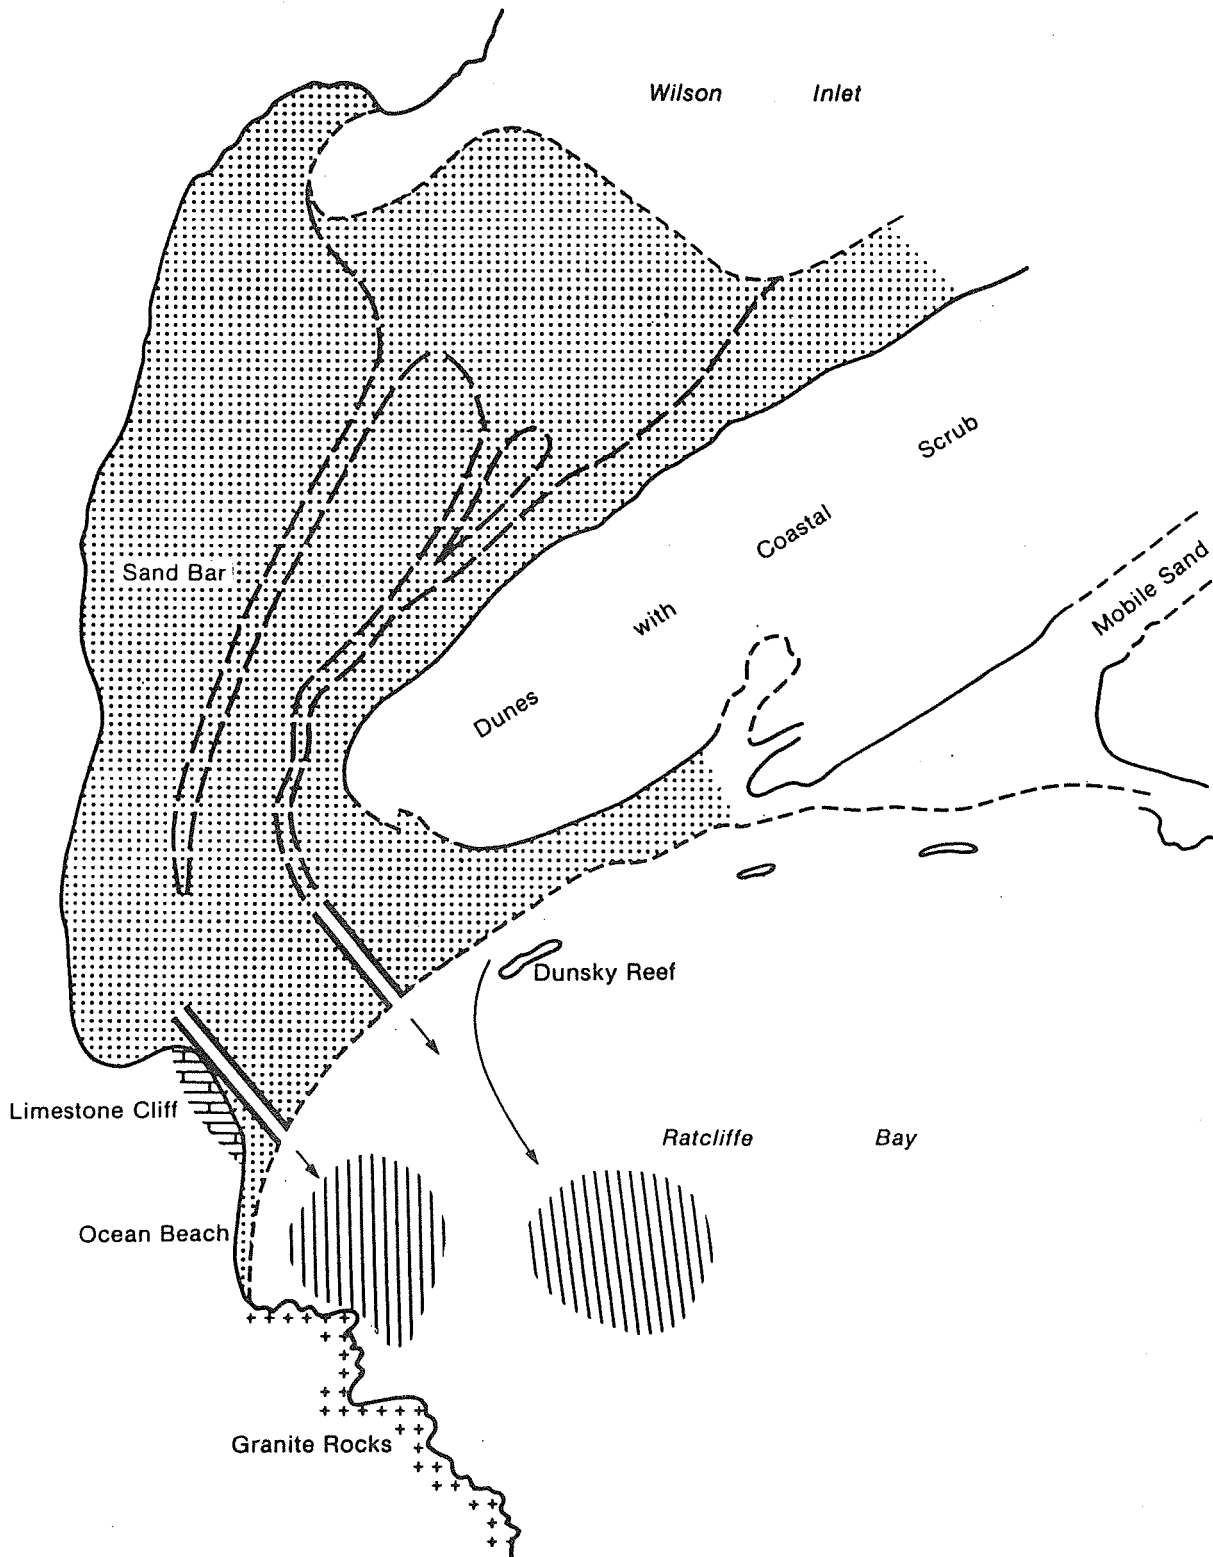 Wilson Inlet
Scrub
Coastal
Mobile Sand
Sand Bar
with
Dunes
Dunsky Reef
Limestone Cliff
Ratcliffe Bay
Ocean Beach
Granite Rocks